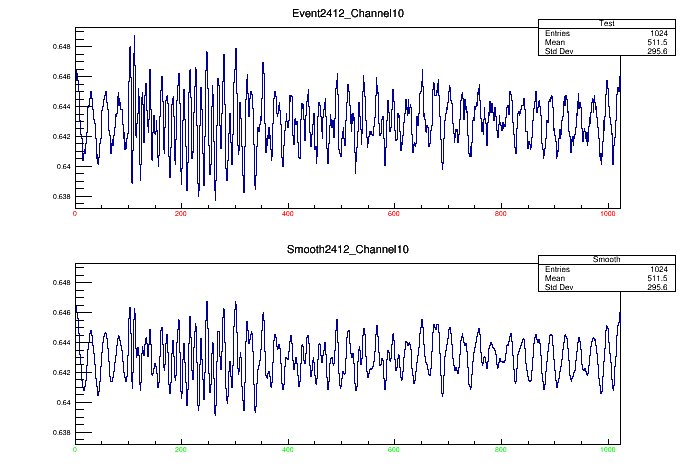 Event2412_Channel10
Test
Entries 1024
Mean 511.5
Std Dev 295.6
0.648
0.646
0.644
0.642
0.64
0.638
0 200 400 600 800 1000
Smooth2412_Channel10
Smooth
Entries 1024
Mean 511.5
Std Dev 295.6
0.648
0.646
0.644
0.642
0.64
0.638
0 200 400 600 800 1000